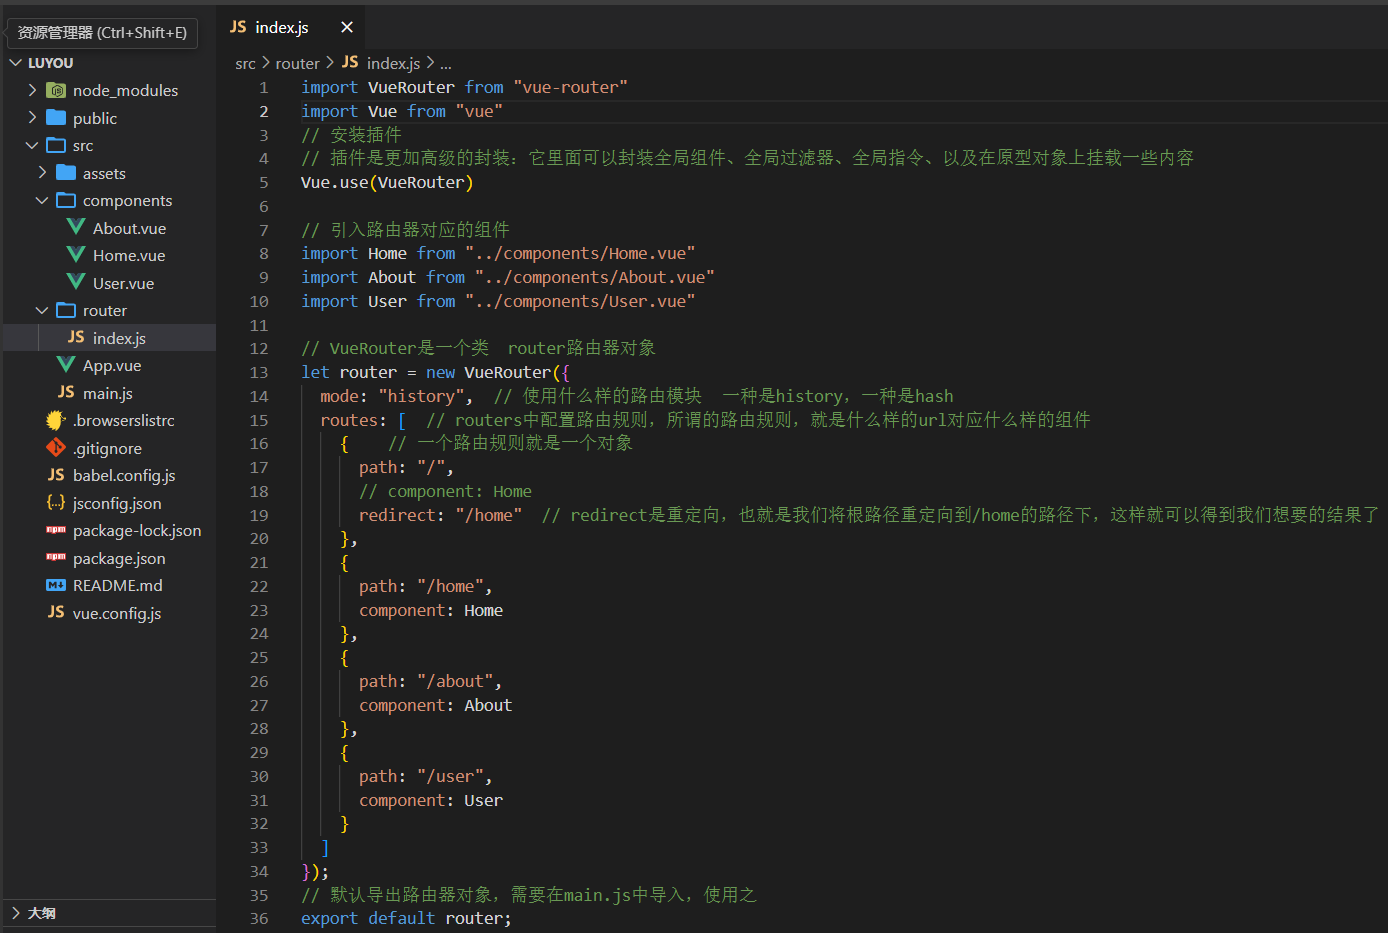 资源管理器 (Ctrl+Shift+E)
LUYOU
node_modules
public
src
assets
components
About.vue
Home.vue
User.vue
router
JS index.js
App.vue
JS main.js
.browserslistrc
.gitignore
JS babel.config.js
{..} jsconfig.json
npm package-lock.json
npm package.json
M↓ README.md
JS vue.config.js
大纲
JS index.js ×
src > router > JS index.js > ...
1 import VueRouter from "vue-router"
2 import Vue from "vue"
3 // 安装插件
4 // 插件是更加高级的封装：它里面可以封装全局组件、全局过滤器、全局指令、以及在原型对象上挂载一些内容
5 Vue.use(VueRouter)
6
7 // 引入路由器对应的组件
8 import Home from "../components/Home.vue"
9 import About from "../components/About.vue"
10 import User from "../components/User.vue"
11
12 // VueRouter是一个类  router路由器对象
13 let router = new VueRouter({
14   mode: "history",  // 使用什么样的路由模块  一种是history，一种是hash
15   routes: [  // routers中配置路由规则，所谓的路由规则，就是什么样的url对应什么样的组件
16     {    // 一个路由规则就是一个对象
17       path: "/",
18       // component: Home
19       redirect: "/home"  // redirect是重定向，也就是我们将根路径重定向到/home的路径下，这样就可以得到我们想要的结果了
20     },
21     {
22       path: "/home",
23       component: Home
24     },
25     {
26       path: "/about",
27       component: About
28     },
29     {
30       path: "/user",
31       component: User
32     }
33   ]
34 });
35 // 默认导出路由器对象，需要在main.js中导入，使用之
36 export default router;